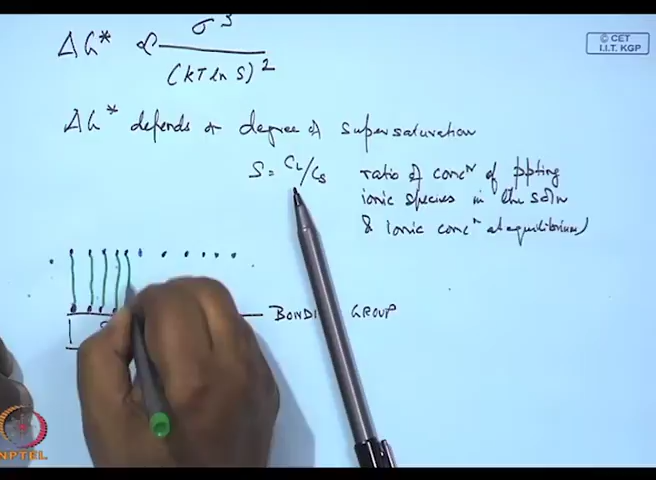 ΔG* ∝ σ³
(kT ln S)²
© CET
I.I.T. KGP
ΔG* depends on degree of supersaturation
S = CL/CS ratio of concⁿ of ppting
ionic species in the solⁿ
& ionic concⁿ at equilibrium)
GROUP
NPTEL